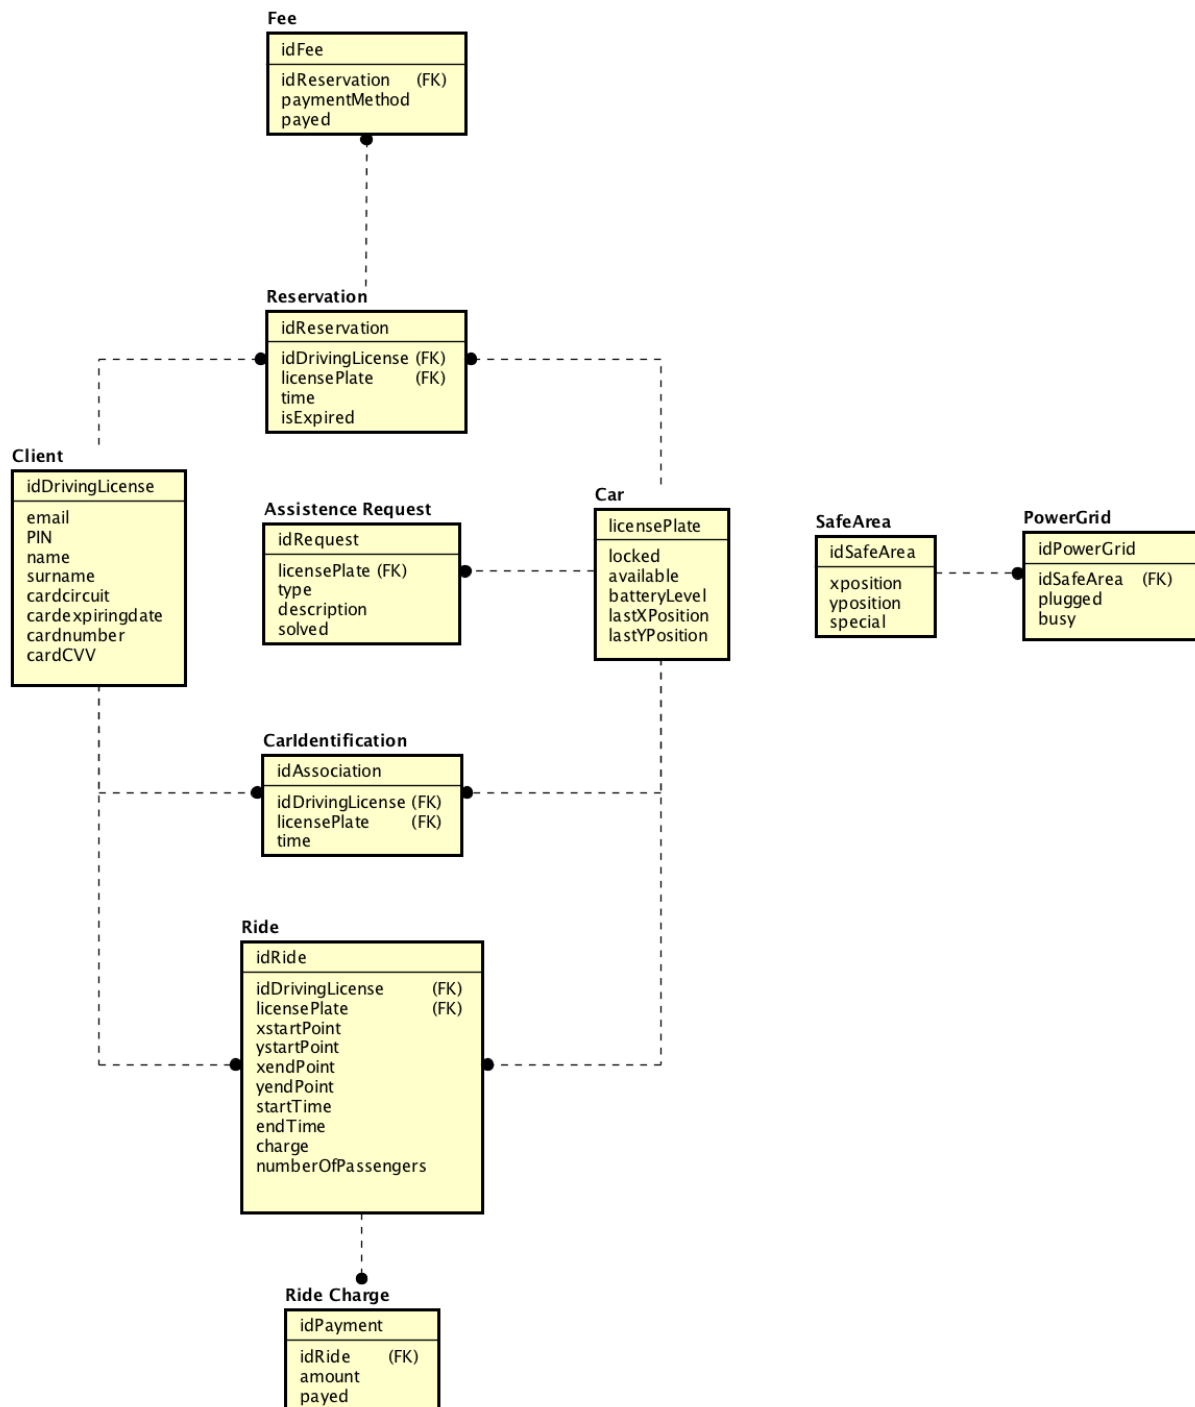 Fee
idFee
idReservation (FK)
paymentMethod
payed
Reservation
idReservation
idDrivingLicense (FK)
licensePlate (FK)
time
isExpired
Client
idDrivingLicense
email
PIN
name
surname
cardcircuit
cardexpiringdate
cardnumber
cardCVV
Assistence Request
idRequest
licensePlate (FK)
type
description
solved
Car
licensePlate
locked
available
batteryLevel
lastXPosition
lastYPosition
SafeArea
idSafeArea
xposition
yposition
special
PowerGrid
idPowerGrid
idSafeArea (FK)
plugged
busy
CarIdentification
idAssociation
idDrivingLicense (FK)
licensePlate (FK)
time
Ride
idRide
idDrivingLicense (FK)
licensePlate (FK)
xstartPoint
ystartPoint
xendPoint
yendPoint
startTime
endTime
charge
numberOfPassengers
Ride Charge
idPayment
idRide (FK)
amount
payed